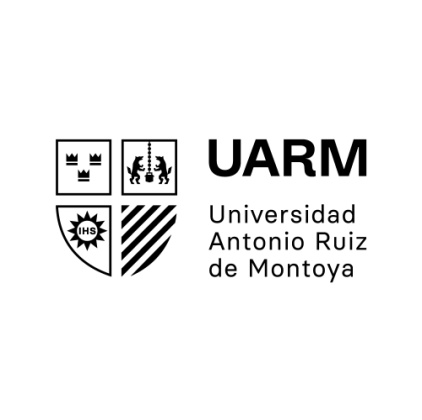 UARM
Universidad
Antonio Ruiz
de Montoya
IHS